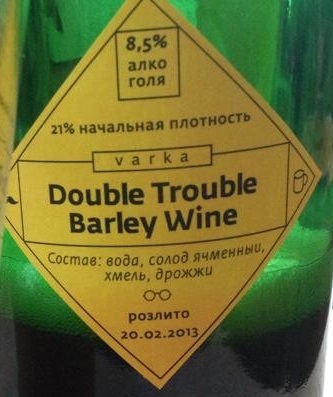 8,5%
алко
голя
21% начальная плотность
varka
Double Trouble
Barley Wine
Состав: вода, солод ячменный,
хмель, дрожжи
розлито
20.02.2013